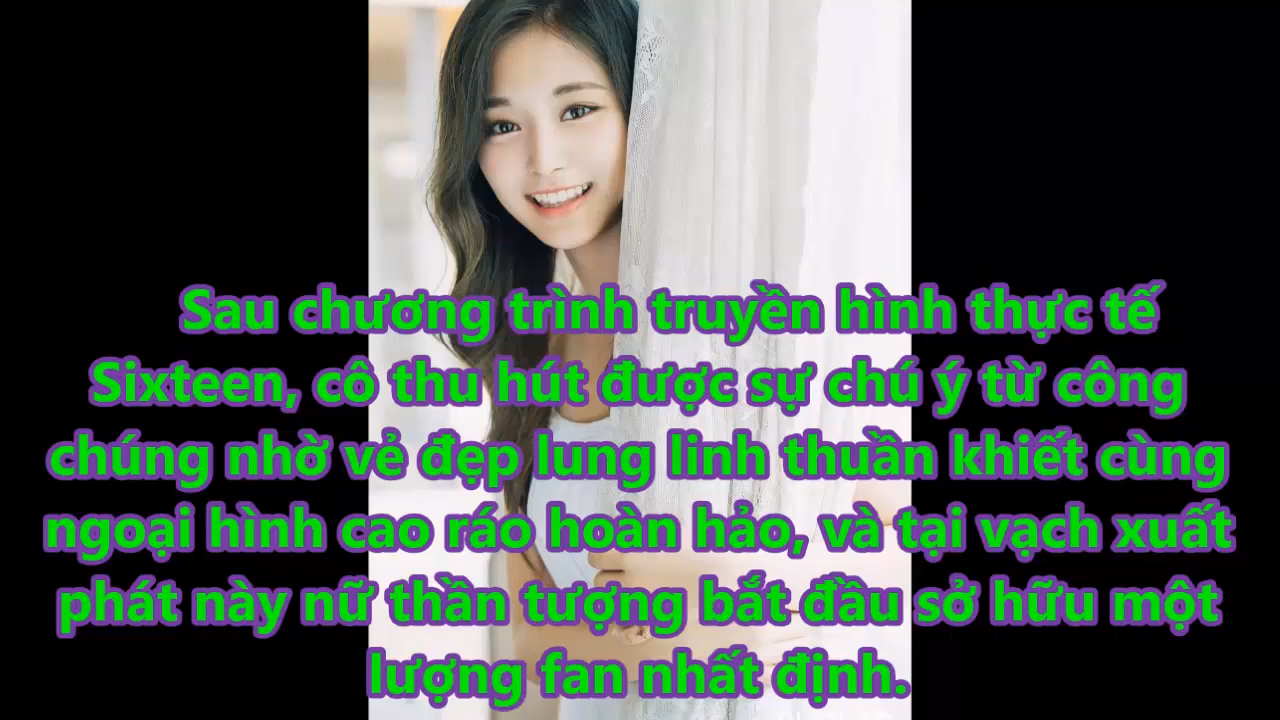 Sau chương trình truyền hình thực tế
Sixteen, cô thu hút được sự chú ý từ công
chúng nhờ vẻ đẹp lung linh thuần khiết cùng
ngoại hình cao ráo hoàn hảo, và tại vạch xuất
phát này nữ thần tượng bắt đầu sở hữu một
lượng fan nhất định.